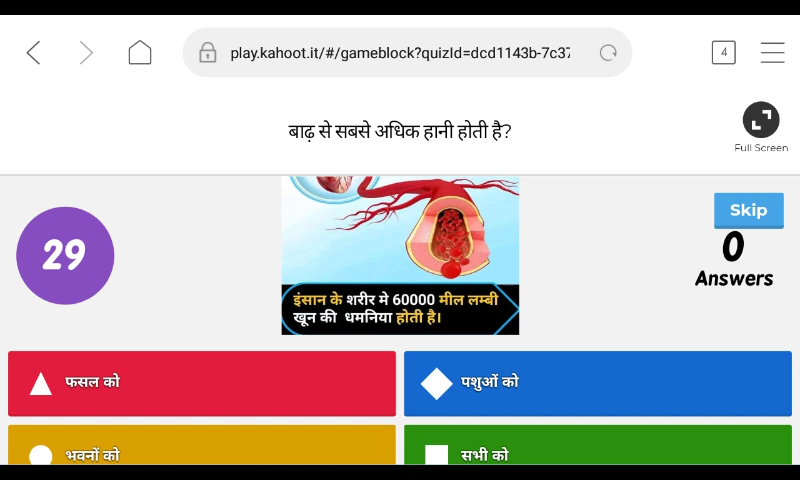 play.kahoot.it/#/gameblock?quizId=dcd1143b-7c37
4
बाढ़ से सबसे अधिक हानी होती है?
Full Screen
29
Skip
0
Answers
इंसान के शरीर मे 60000 मील लम्बी
खून की धमनिया होती है।
फसल को
पशुओं को
भवनों को
सभी को